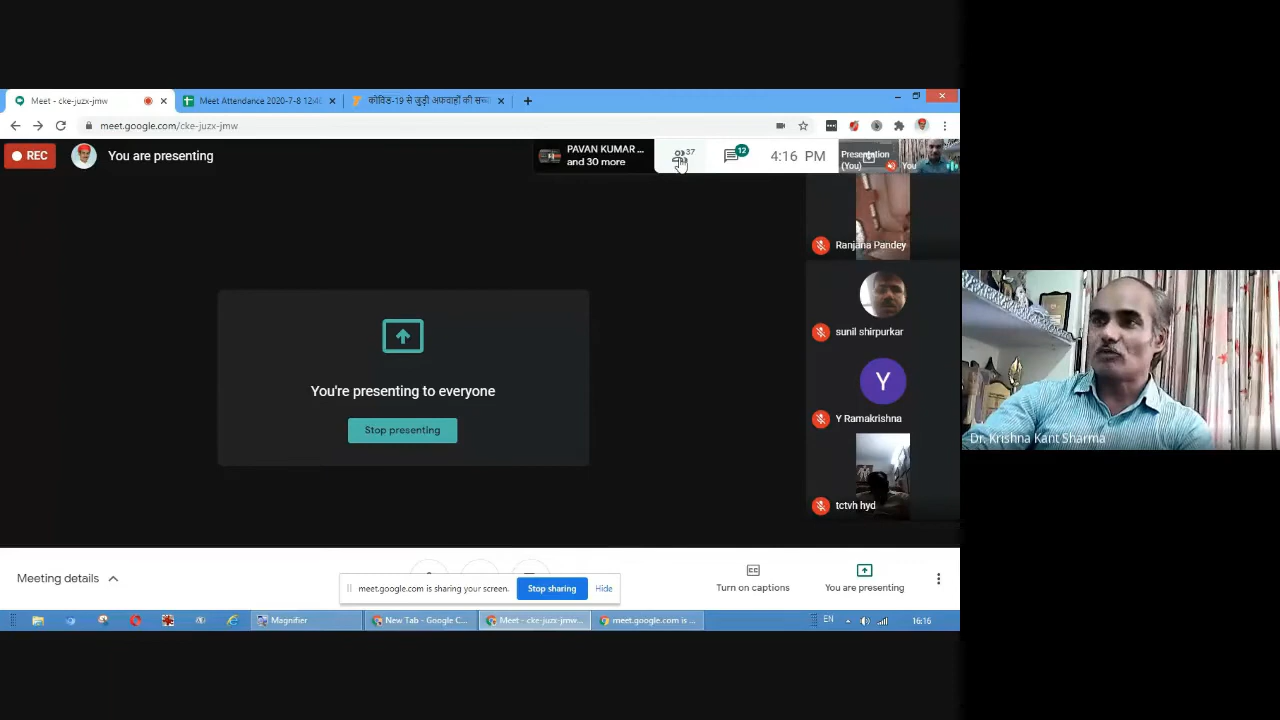 Meet - cke-juzx-jmw
Meet Attendance 2020-7-8 12:40
कोविड-19 से जुड़ी अफवाहों की सच्च
meet.google.com/cke-juzx-jmw
REC
You are presenting
PAVAN KUMAR ...
and 30 more
37
12
4:16 PM
Presentation
(You)
You
Ranjana Pandey
sunil shirpurkar
Y
Y Ramakrishna
tctvh hyd
You're presenting to everyone
Stop presenting
Dr. Krishna Kant Sharma
Meeting details
meet.google.com is sharing your screen.
Stop sharing
Hide
Turn on captions
You are presenting
Magnifier
New Tab - Google C...
Meet - cke-juzx-jmw...
meet.google.com is ...
EN
16:16